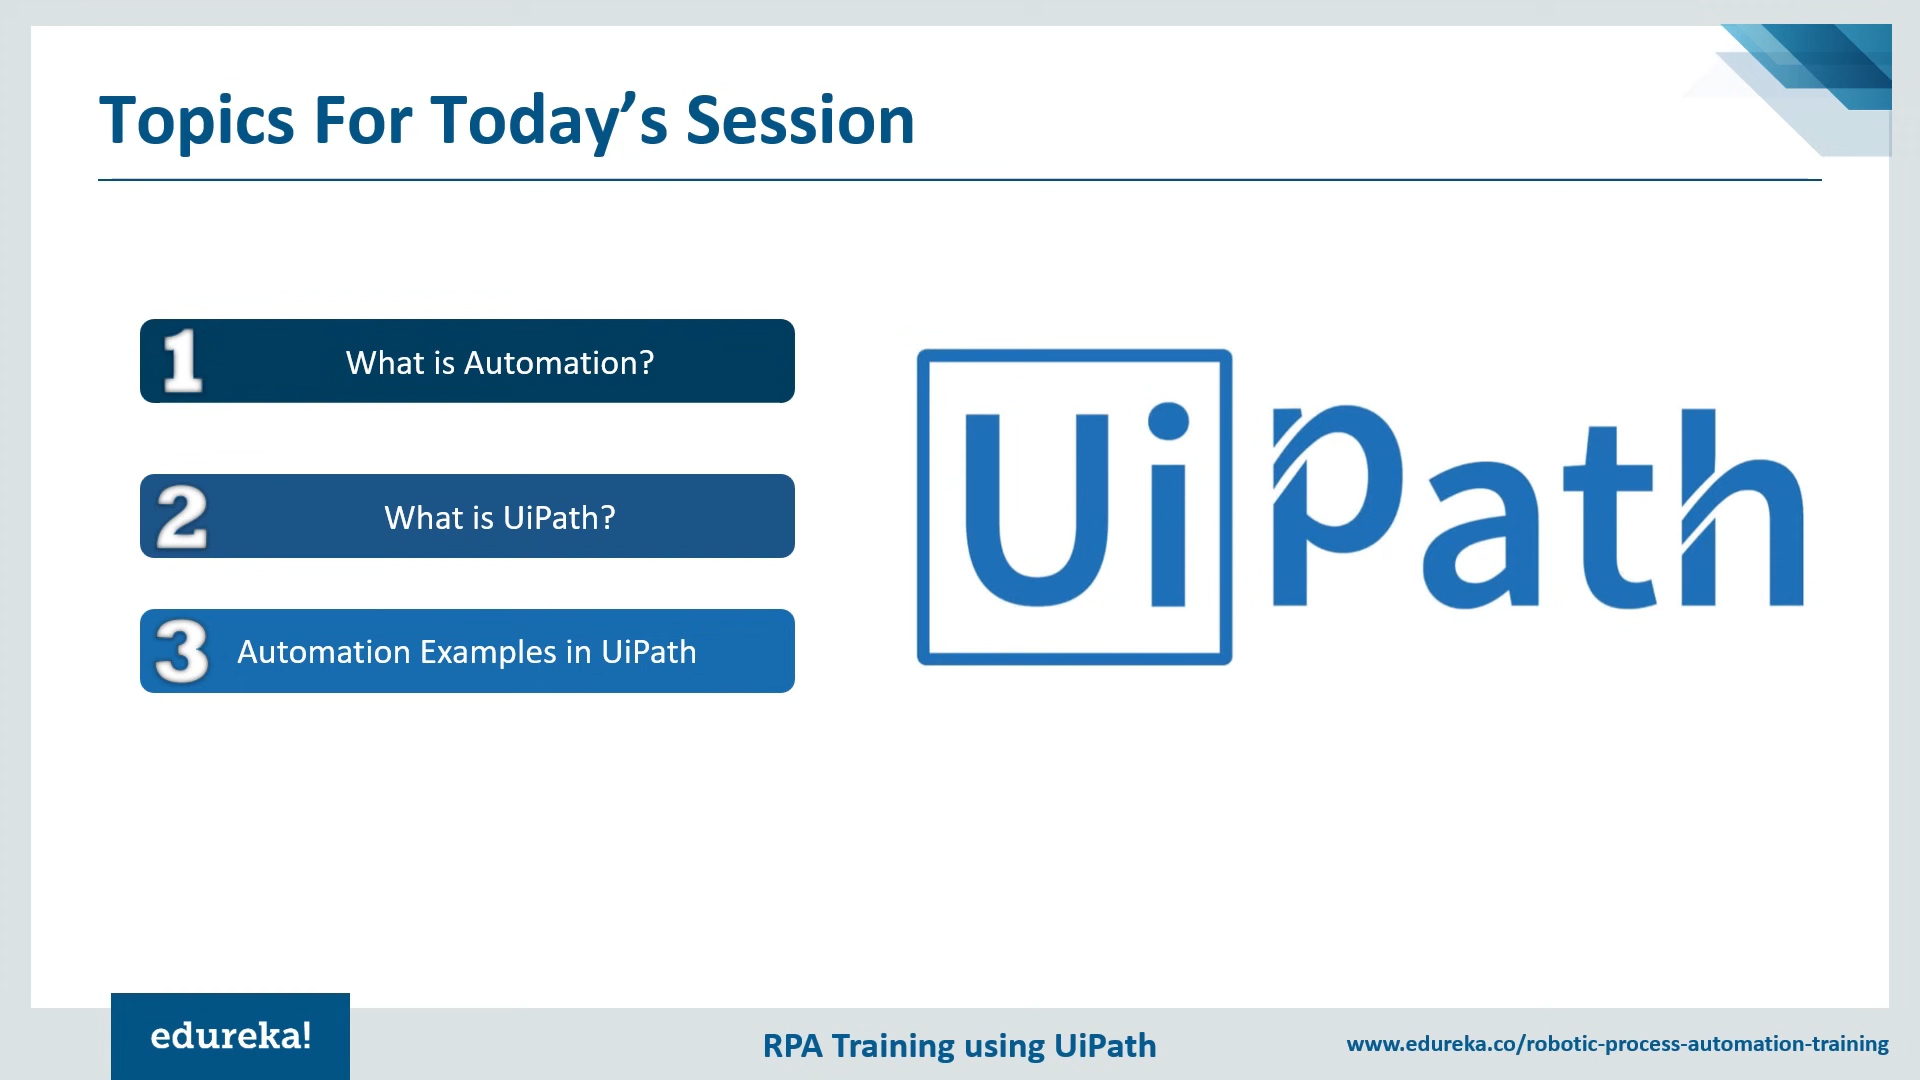 Topics For Today’s Session
1 What is Automation?
2 What is UiPath?
3 Automation Examples in UiPath
UiPath
edureka!
RPA Training using UiPath
www.edureka.co/robotic-process-automation-training